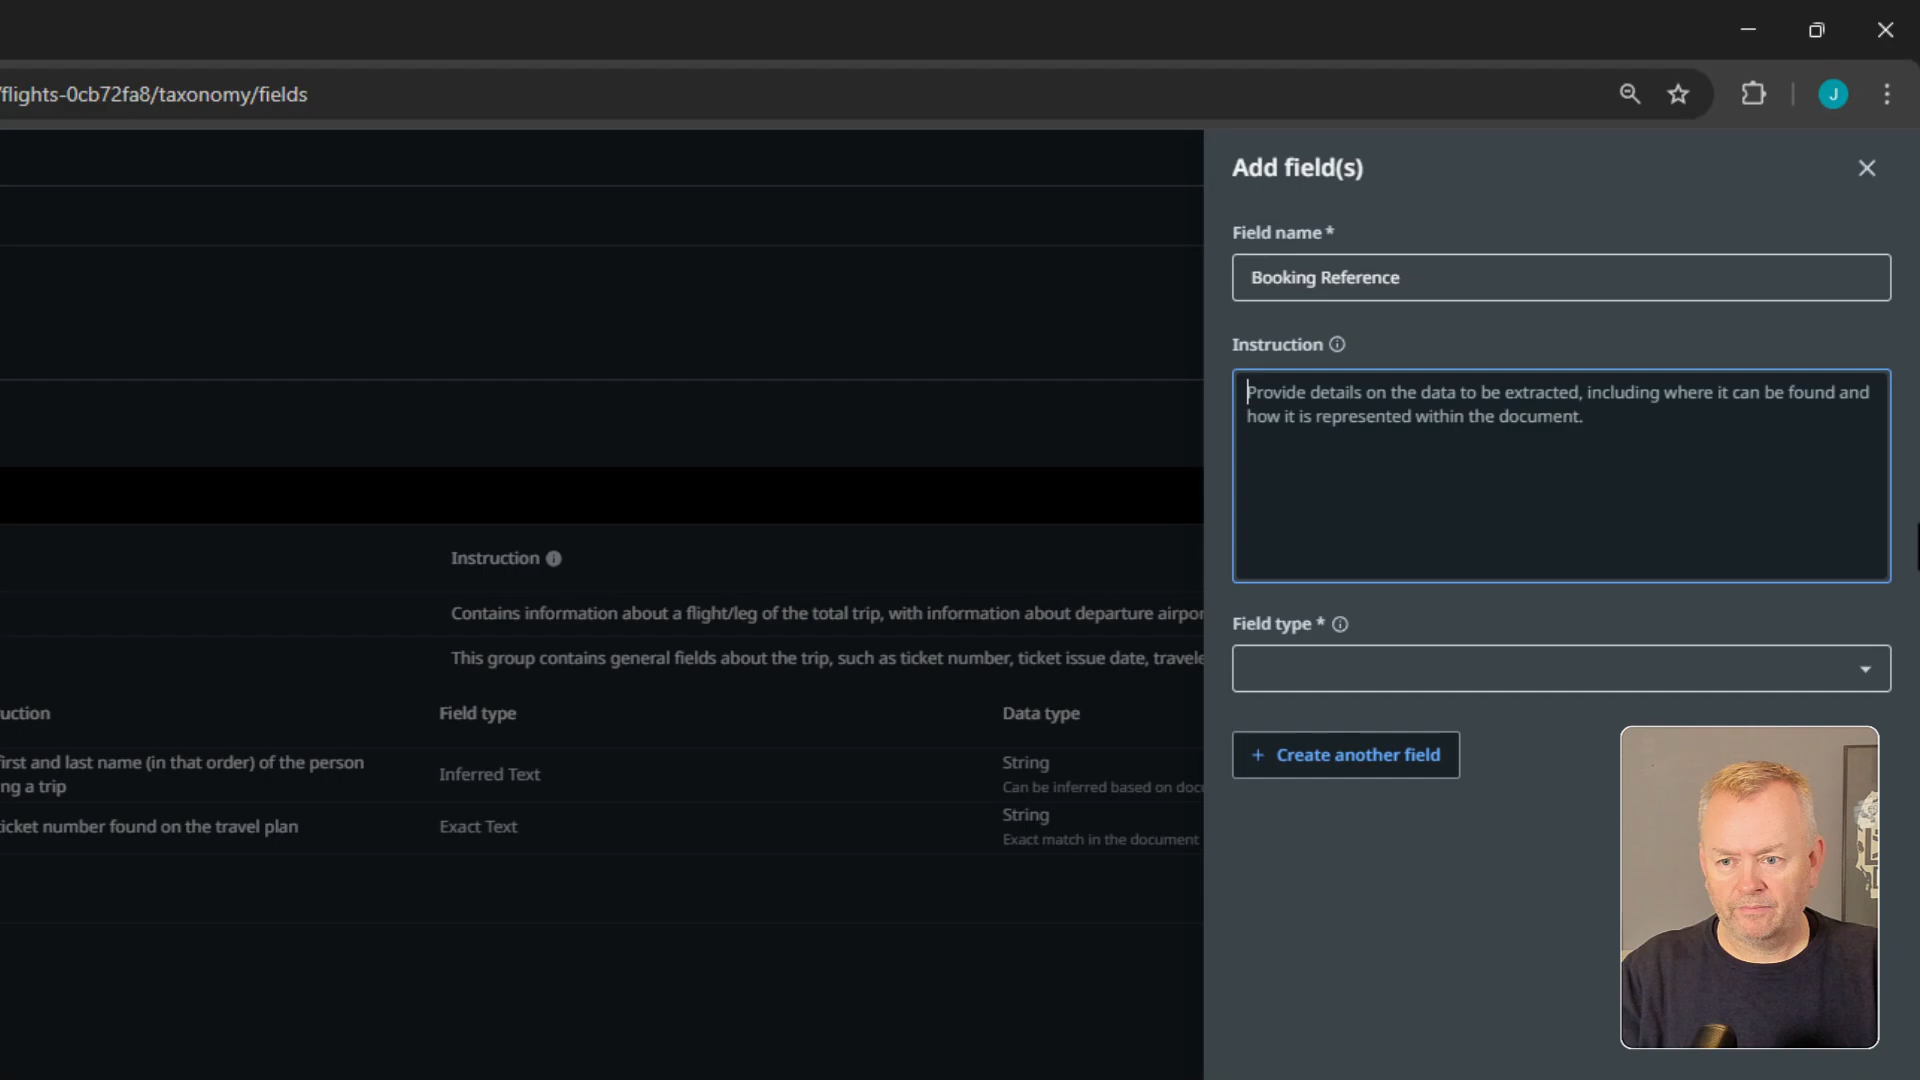 flights-0cb72fa8/taxonomy/fields
J
Add field(s)
Field name *
Booking Reference
Instruction
Provide details on the data to be extracted, including where it can be found and
how it is represented within the document.
Field type *
+ Create another field
Instruction
Contains information about a flight/leg of the total trip, with information about departure airpor
This group contains general fields about the trip, such as ticket number, ticket issue date, travele
uction
Field type
Data type
first and last name (in that order) of the person
ng a trip
Inferred Text
String
Can be inferred based on doc
icket number found on the travel plan
Exact Text
String
Exact match in the document